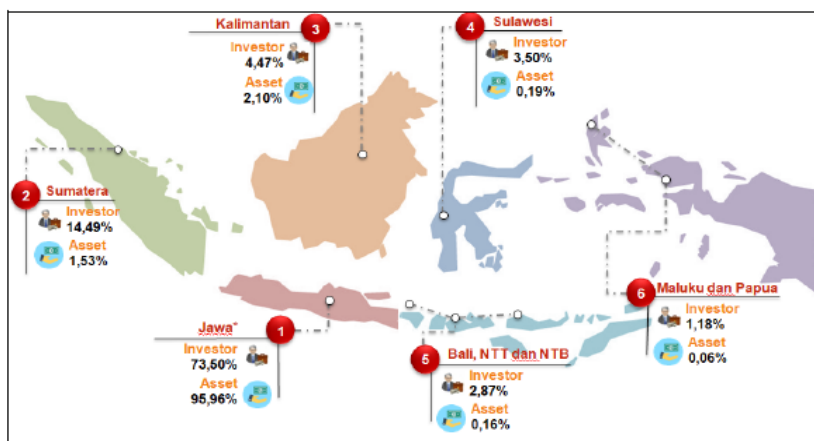 Kalimantan
3
Investor
4,47%
Asset
2,10%
4
Sulawesi
Investor
3,50%
Asset
0,19%
2
Sumatera
Investor
14,49%
Asset
1,53%
1
Jawa*
Investor
73,50%
Asset
95,96%
5
Bali, NTT dan NTB
Investor
2,87%
Asset
0,16%
6
Maluku dan Papua
Investor
1,18%
Asset
0,06%